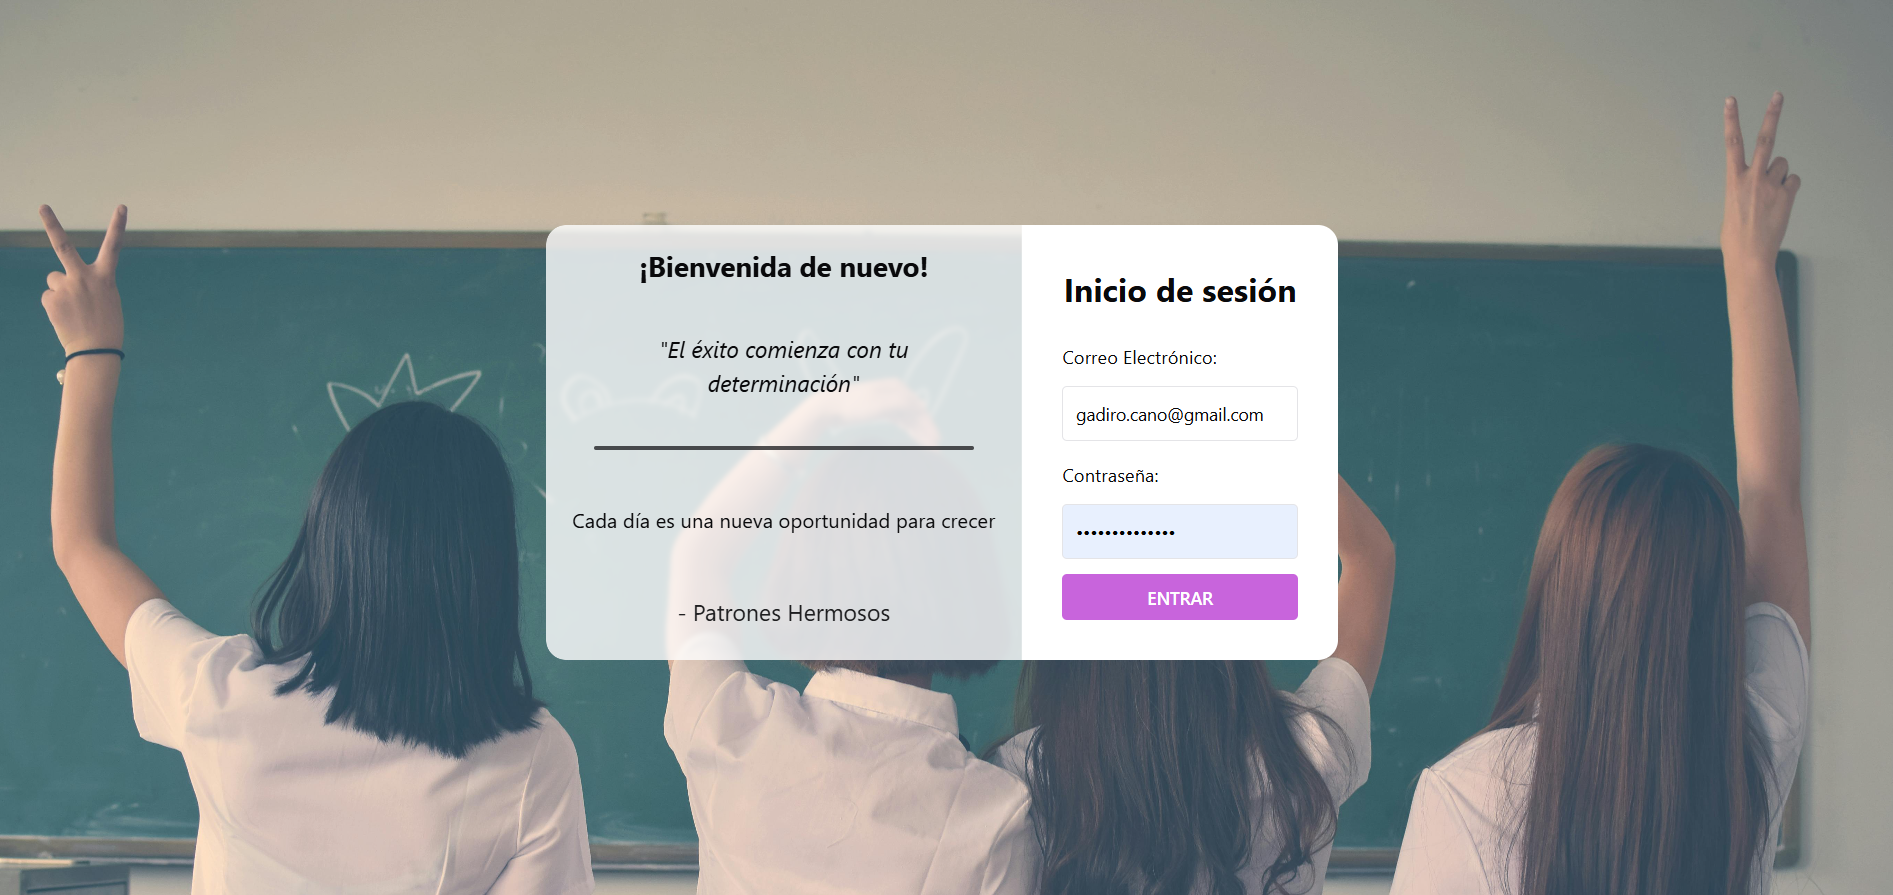 ¡Bienvenida de nuevo!
"El éxito comienza con tu
determinación"
Cada día es una nueva oportunidad para crecer
- Patrones Hermosos
Inicio de sesión
Correo Electrónico:
gadiro.cano@gmail.com
Contraseña:
••••••••••••••
ENTRAR